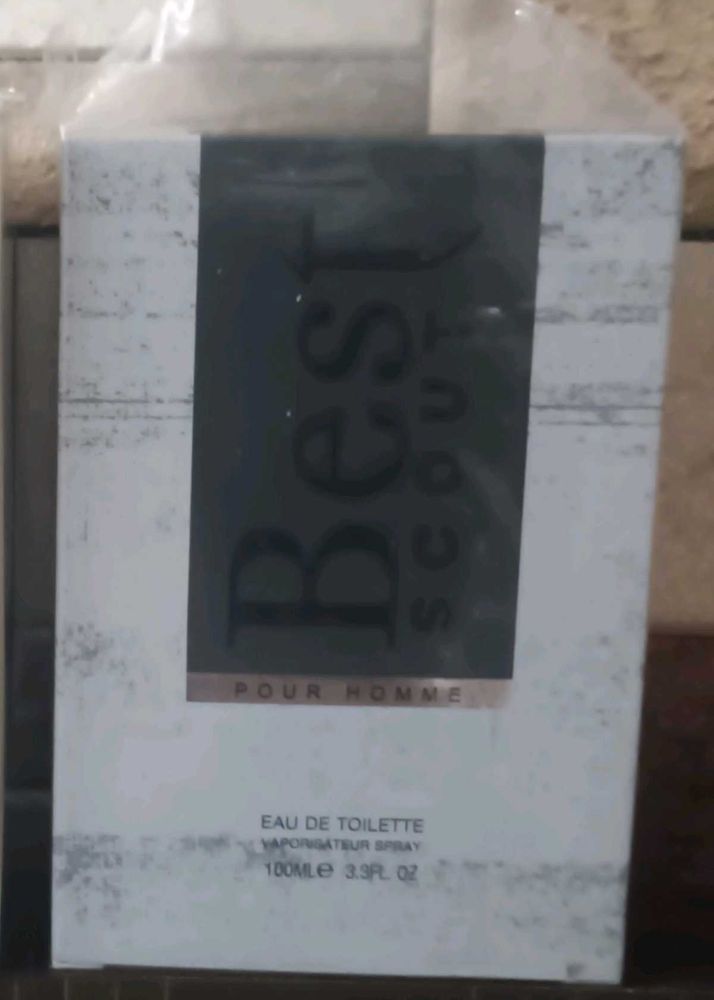 Best
SCOUT
POUR HOMME
EAU DE TOILETTE
VAPORISATEUR SPRAY
100ML℮ 3.3FL. OZ